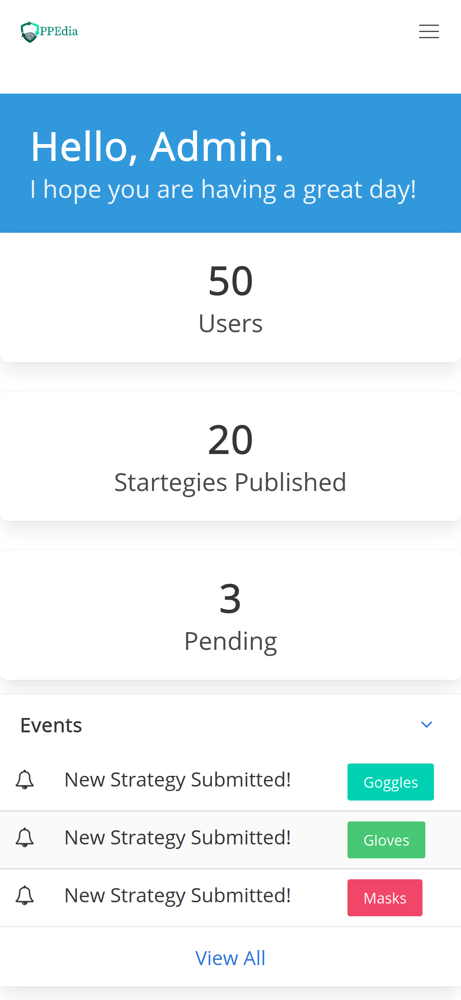 PPEdia
Hello, Admin.
I hope you are having a great day!
50
Users
20
Startegies Published
3
Pending
Events
New Strategy Submitted! Goggles
New Strategy Submitted! Gloves
New Strategy Submitted! Masks
View All